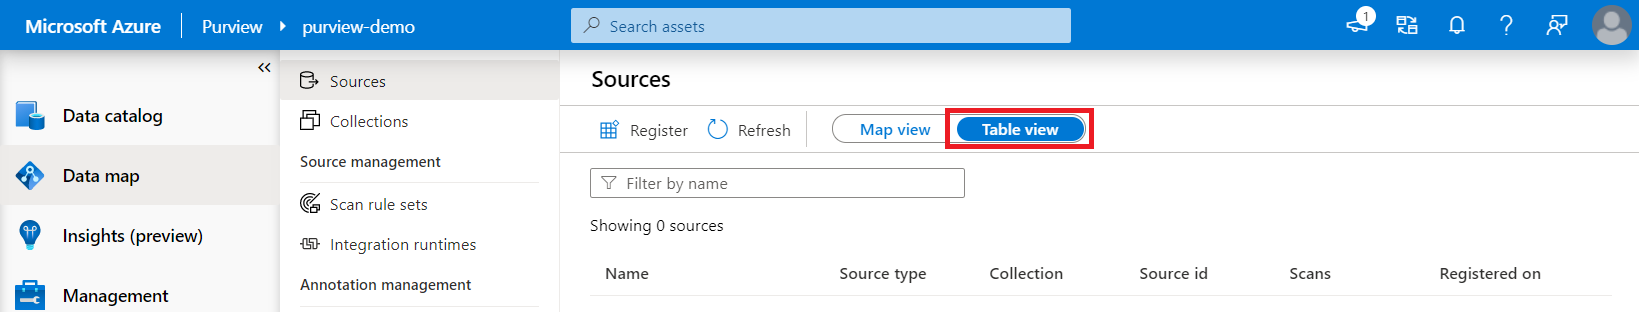 Microsoft Azure Purview purview-demo Search assets 1
Data catalog
Data map
Insights (preview)
Management
Sources
Collections
Source management
Scan rule sets
Integration runtimes
Annotation management
Sources
Register Refresh Map view Table view
Filter by name
Showing 0 sources
Name Source type Collection Source id Scans Registered on